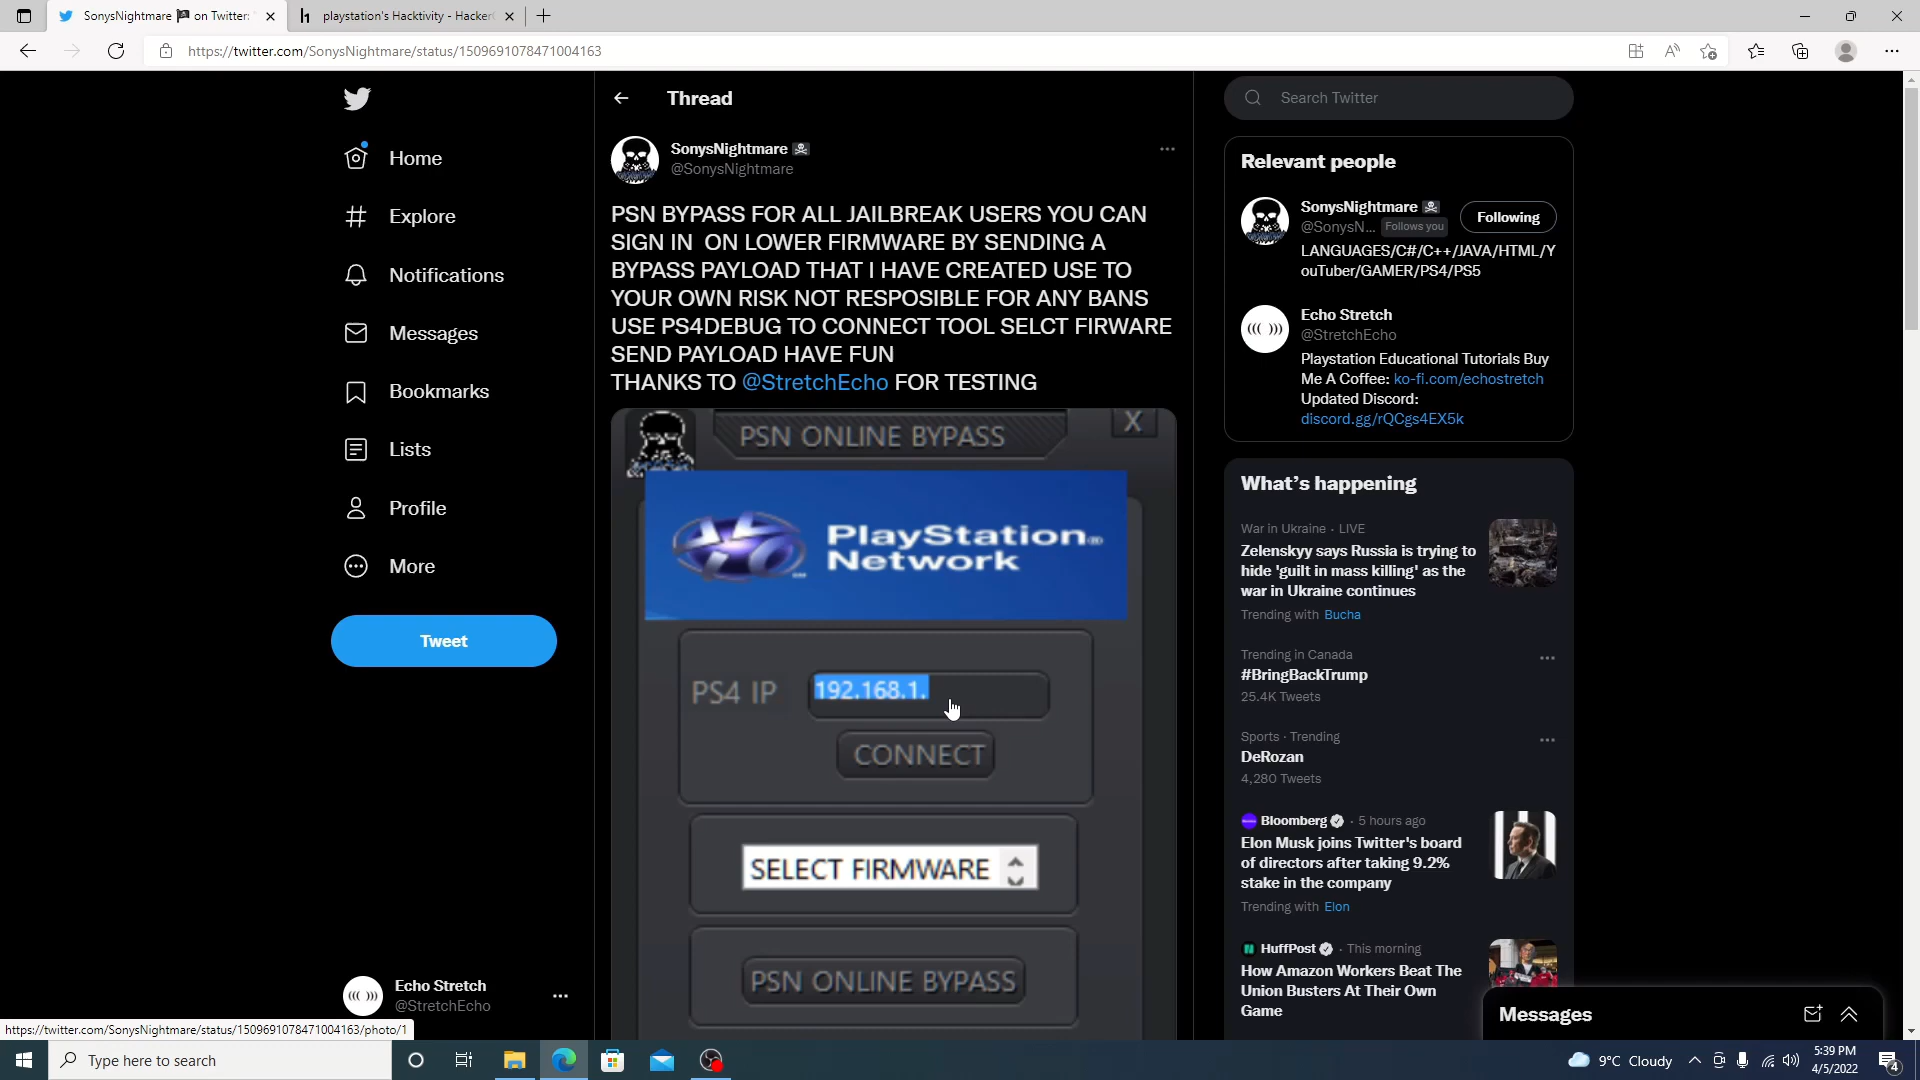 SonysNightmare 🏴 on Twitter:
playstation's Hacktivity - Hacker
https://twitter.com/SonysNightmare/status/1509691078471004163
Home
Explore
Notifications
Messages
Bookmarks
Lists
Profile
More
Tweet
Echo Stretch
@StretchEcho
Thread
SonysNightmare 🏴‍☠️
@SonysNightmare
PSN BYPASS FOR ALL JAILBREAK USERS YOU CAN
SIGN IN ON LOWER FIRMWARE BY SENDING A
BYPASS PAYLOAD THAT I HAVE CREATED USE TO
YOUR OWN RISK NOT RESPOSIBLE FOR ANY BANS
USE PS4DEBUG TO CONNECT TOOL SELCT FIRWARE
SEND PAYLOAD HAVE FUN
THANKS TO @StretchEcho FOR TESTING
PSN ONLINE BYPASS
X
PlayStation®
Network
PS4 IP
192.168.1.
CONNECT
SELECT FIRMWARE
PSN ONLINE BYPASS
Search Twitter
Relevant people
SonysNightmare 🏴‍☠️
@SonysN...
Follows you
Following
LANGUAGES/C#/C++/JAVA/HTML/Y
ouTuber/GAMER/PS4/PS5
Echo Stretch
@StretchEcho
Playstation Educational Tutorials Buy
Me A Coffee: ko-fi.com/echostretch
Updated Discord:
discord.gg/rQCgs4EX5k
What's happening
War in Ukraine · LIVE
Zelenskyy says Russia is trying to
hide 'guilt in mass killing' as the
war in Ukraine continues
Trending with Bucha
Trending in Canada
#BringBackTrump
25.4K Tweets
Sports · Trending
DeRozan
4,280 Tweets
Bloomberg · 5 hours ago
Elon Musk joins Twitter's board
of directors after taking 9.2%
stake in the company
Trending with Elon
HuffPost · This morning
How Amazon Workers Beat The
Union Busters At Their Own
Game
Messages
https://twitter.com/SonysNightmare/status/1509691078471004163/photo/1
Type here to search
9°C Cloudy
5:39 PM
4/5/2022
4